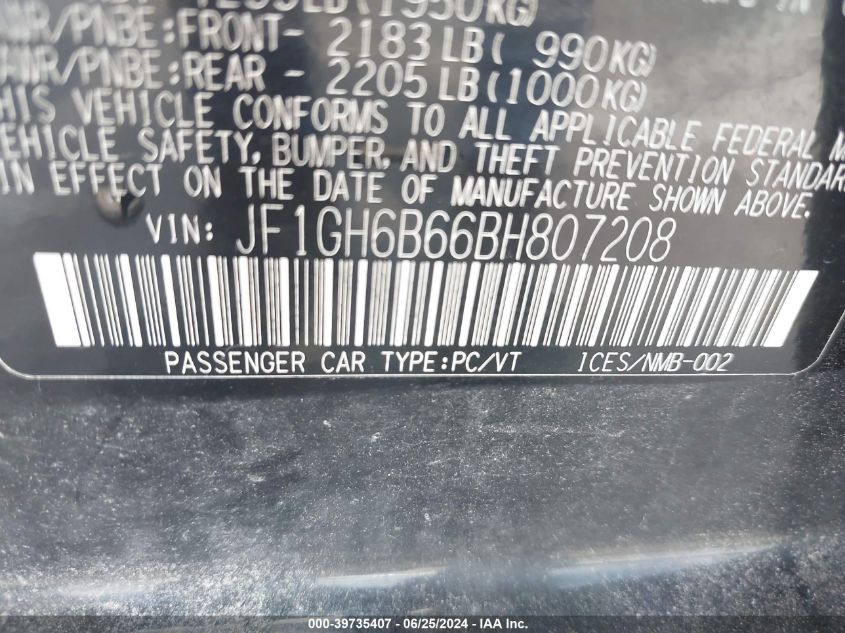 LB(1950KG)
/PNBE:FRONT- 2183 LB( 990KG)
/PNBE:REAR - 2205 LB(1000KG)
THIS VEHICLE CONFORMS TO ALL APPLICABLE FEDERAL M
VEHICLE SAFETY, BUMPER, AND THEFT PREVENTION STANDAR
IN EFFECT ON THE DATE OF MANUFACTURE SHOWN ABOVE.
VIN: JF1GH6B66BH807208
PASSENGER CAR TYPE:PC/VT ICES/NMB-002
000-39735407 - 06/25/2024 - IAA Inc.